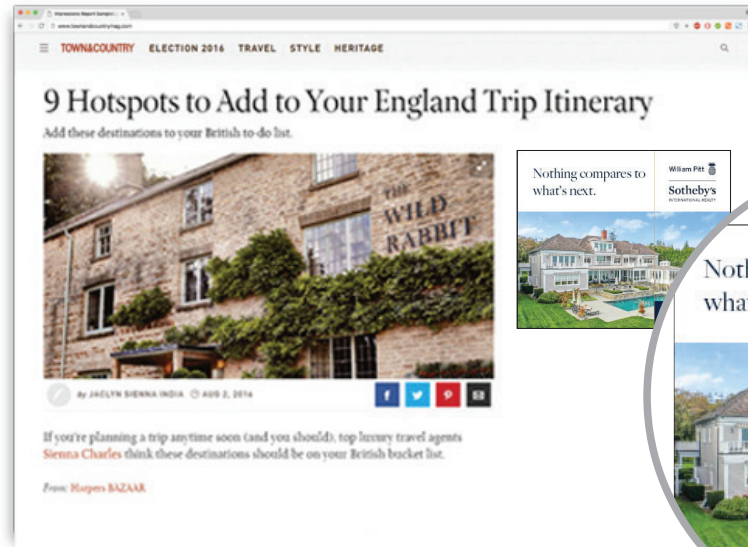 www.townandcountrymag.com
TOWN&COUNTRY ELECTION 2016 TRAVEL STYLE HERITAGE
9 Hotspots to Add to Your England Trip Itinerary
Add these destinations to your British to-do list.
THE
WILD
RABBIT
By JACLYN SIENNA INDIA AUG 2, 2016
If you're planning a trip anytime soon (and you should), top luxury travel agents
Sienna Charles think these destinations should be on your British bucket list.
From: Harpers BAZAAR
Nothing compares to
what's next.
William Pitt
Sotheby's
INTERNATIONAL REALTY
Noth
what